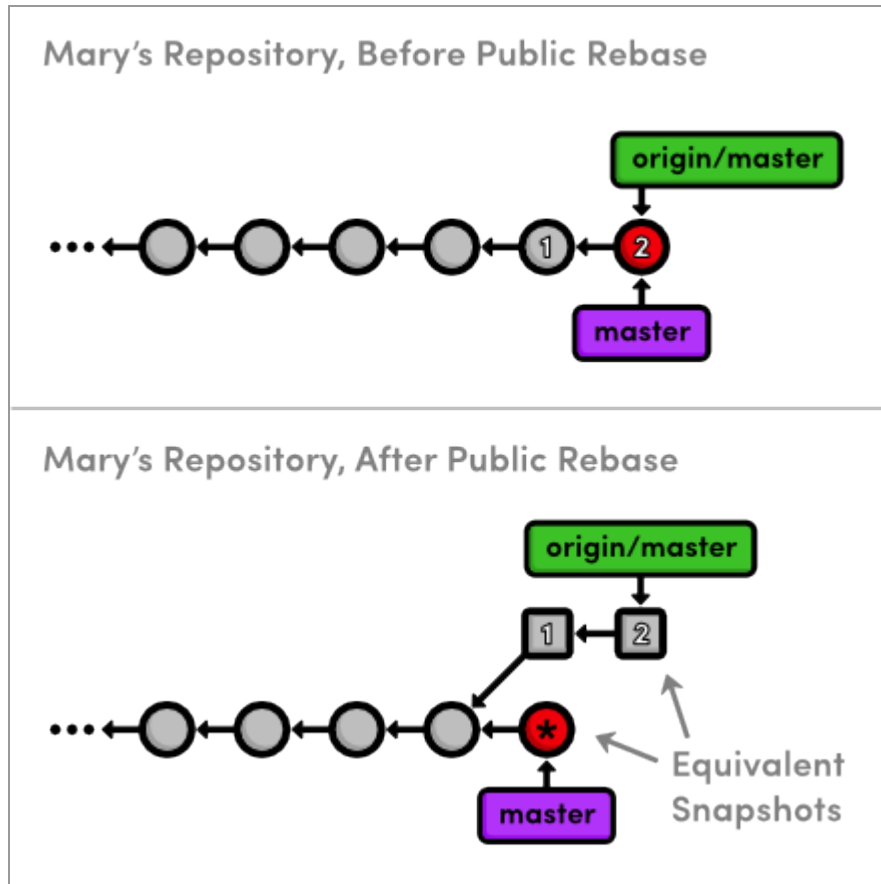 Mary’s Repository, Before Public Rebase
origin/master
•••
1
2
master
Mary’s Repository, After Public Rebase
origin/master
1
2
•••
*
Equivalent
Snapshots
master